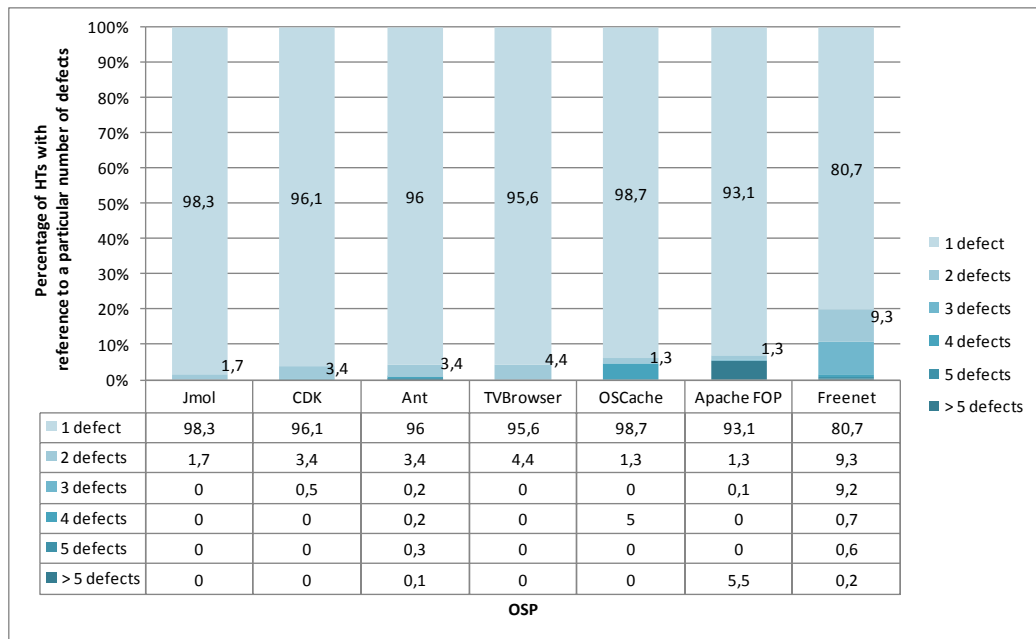 Percentage of HTs with
reference to a particular number of defects
100%
90%
80%
70%
60%
50%
40%
30%
20%
10%
0%
98,3
96,1
96
95,6
98,7
93,1
80,7
1,7
3,4
3,4
4,4
1,3
1,3
9,3
1 defect
2 defects
3 defects
4 defects
5 defects
> 5 defects
Jmol CDK Ant TVBrowser OSCache Apache FOP Freenet
1 defect 98,3 96,1 96 95,6 98,7 93,1 80,7
2 defects 1,7 3,4 3,4 4,4 1,3 1,3 9,3
3 defects 0 0,5 0,2 0 0 0,1 9,2
4 defects 0 0 0,2 0 5 0 0,7
5 defects 0 0 0,3 0 0 0 0,6
> 5 defects 0 0 0,1 0 0 5,5 0,2
OSP